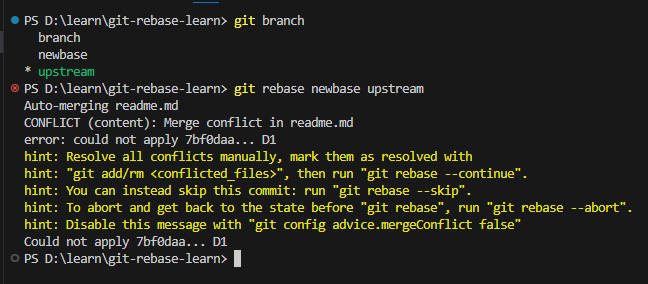 PS D:\learn\git-rebase-learn> git branch
branch
newbase
* upstream
PS D:\learn\git-rebase-learn> git rebase newbase upstream
Auto-merging readme.md
CONFLICT (content): Merge conflict in readme.md
error: could not apply 7bf0daa... D1
hint: Resolve all conflicts manually, mark them as resolved with
hint: "git add/rm <conflicted_files>", then run "git rebase --continue".
hint: You can instead skip this commit: run "git rebase --skip".
hint: To abort and get back to the state before "git rebase", run "git rebase --abort".
hint: Disable this message with "git config advice.mergeConflict false"
Could not apply 7bf0daa... D1
PS D:\learn\git-rebase-learn>